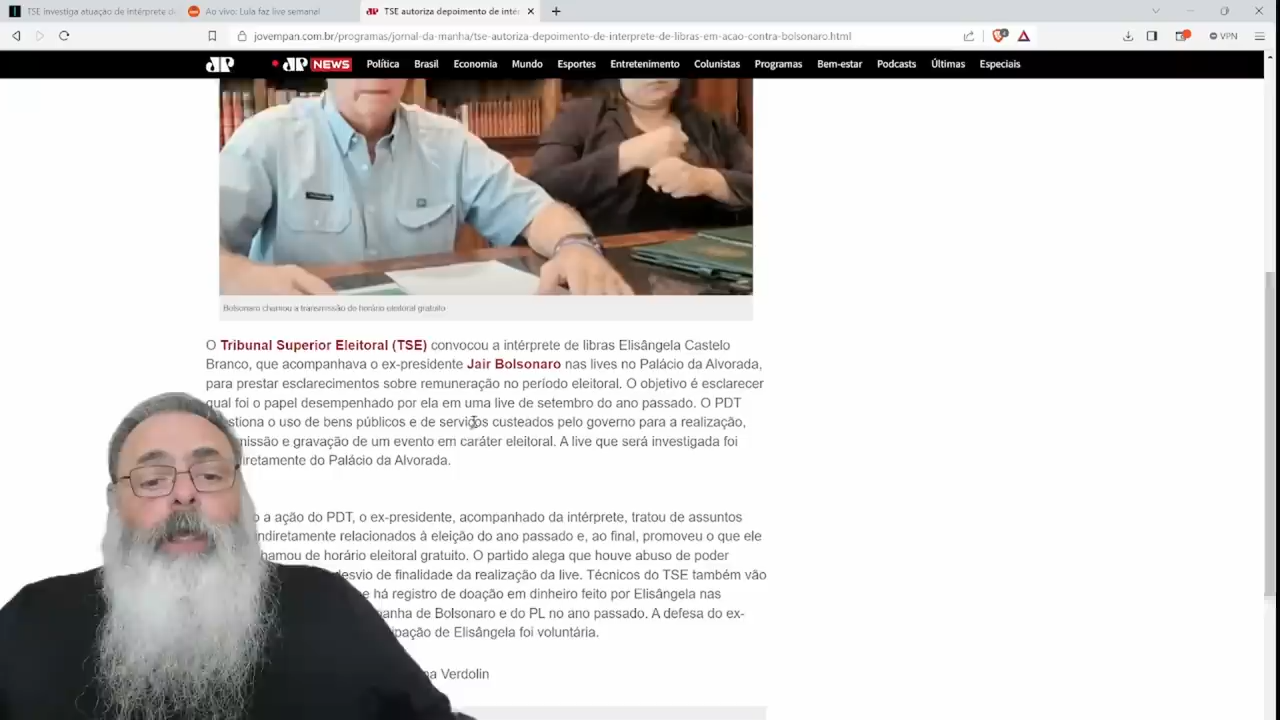 TSE investiga atuação de Intérprete d
Ao vivo: Lula faz live semanal
TSE autoriza depoimento de inté
jovempan.com.br/programas/jornal-da-manha/tse-autoriza-depoimento-de-interprete-de-libras-em-acao-contra-bolsonaro.html
VPN
JP
JP NEWS
Política
Brasil
Economia
Mundo
Esportes
Entretenimento
Colunistas
Programas
Bem-estar
Podcasts
Últimas
Especiais
Bolsonaro chamou a transmissão de horário eleitoral gratuito
O Tribunal Superior Eleitoral (TSE) convocou a intérprete de libras Elisângela Castelo
Branco, que acompanhava o ex-presidente Jair Bolsonaro nas lives no Palácio da Alvorada,
para prestar esclarecimentos sobre remuneração no período eleitoral. O objetivo é esclarecer
qual foi o papel desempenhado por ela em uma live de setembro do ano passado. O PDT
estiona o uso de bens públicos e de serviços custeados pelo governo para a realização,
missão e gravação de um evento em caráter eleitoral. A live que será investigada foi
diretamente do Palácio da Alvorada.
o a ação do PDT, o ex-presidente, acompanhado da intérprete, tratou de assuntos
indiretamente relacionados à eleição do ano passado e, ao final, promoveu o que ele
hamou de horário eleitoral gratuito. O partido alega que houve abuso de poder
desvio de finalidade da realização da live. Técnicos do TSE também vão
e há registro de doação em dinheiro feito por Elisângela nas
anha de Bolsonaro e do PL no ano passado. A defesa do ex-
ipação de Elisângela foi voluntária.
na Verdolin